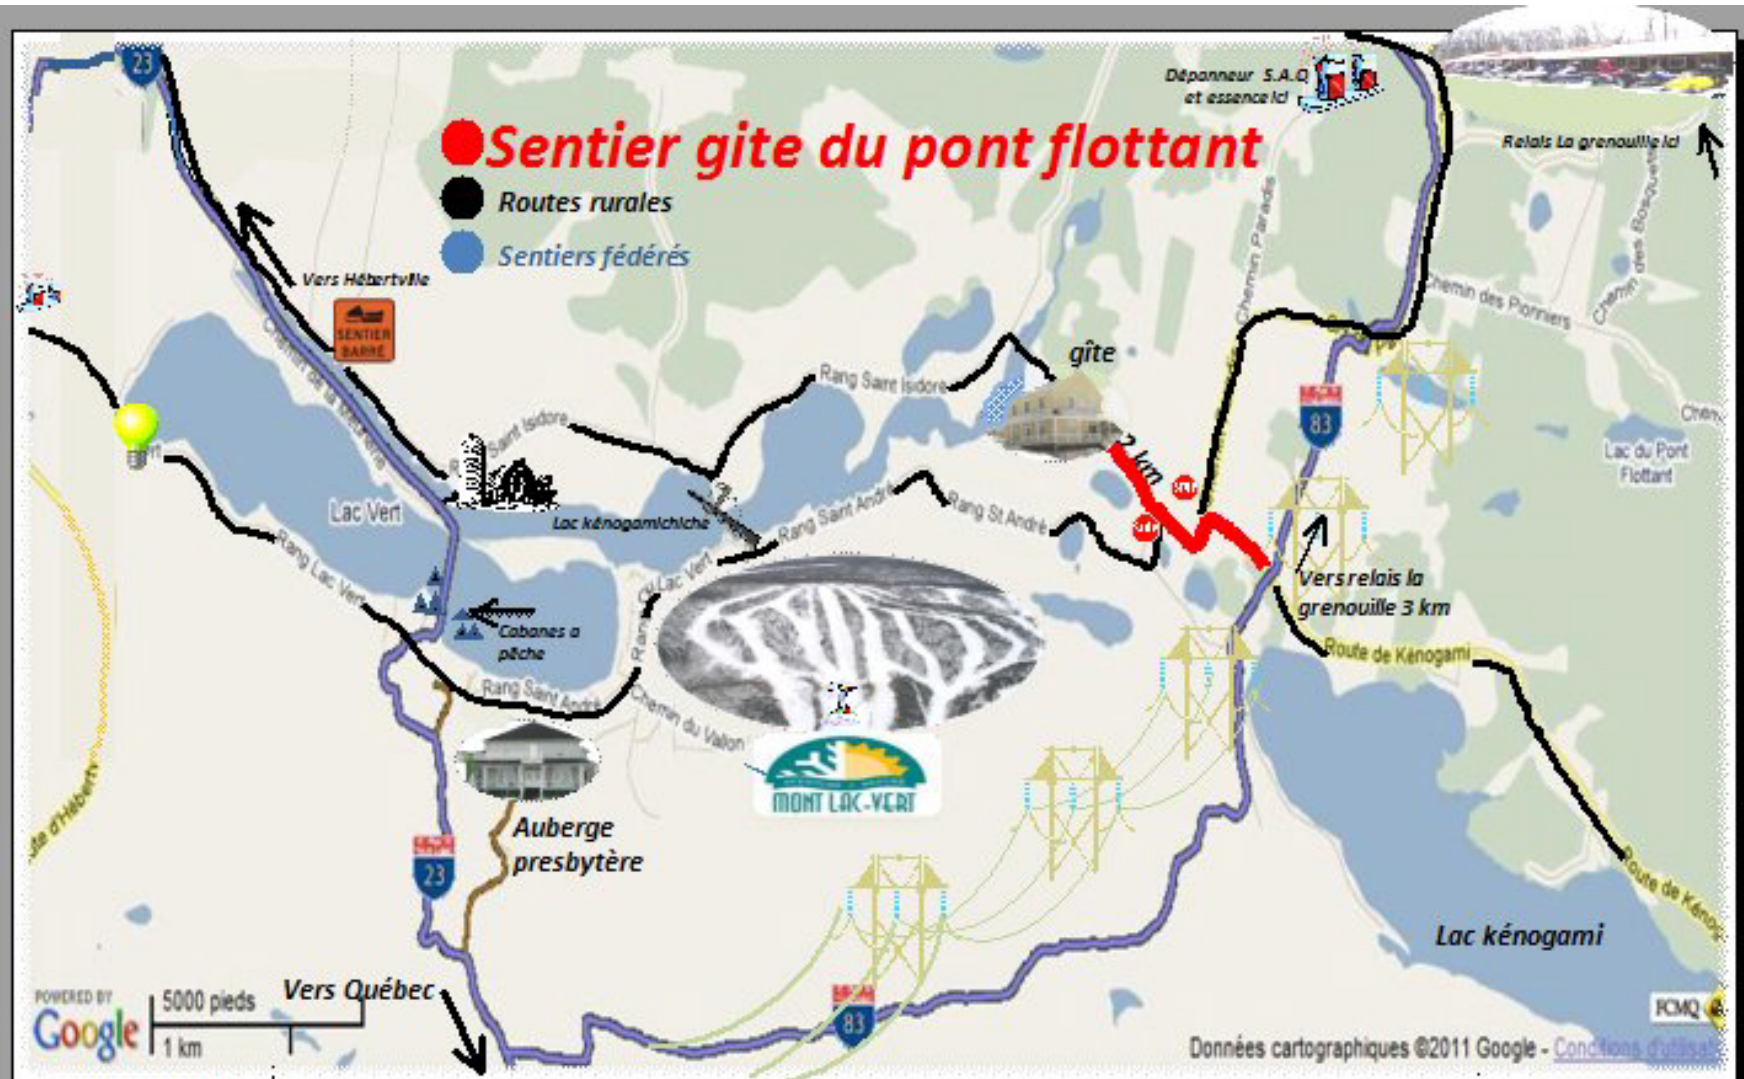 23
Dépanneur S.A.Q
et essence ici
Sentier gite du pont flottant
Relais La grenouille ici
Routes rurales
Sentiers fédérés
Chemin Paradis
Chemin des Bosquets
Vers Hébertville
SENTIER
BARRÉ
Chemin des Pionniers
Chemin de la Martinière
gîte
Rang Saint Isidore
83
Saint Isidore
2 km
Lac du Pont
Flottant
Lac Vert
Lac kénogamichiche
Rang Saint André
Rang St André
Rang Lac Vert
Vers relais la
grenouille 3 km
Cabanes a
pêche
Route de Kénogami
Rang Saint André
Chemin du Vallon
MONT LAC-VERT
Auberge
presbytère
23
Route de Kénog
Lac kénogami
Vers Québec
POWERED BY
Google
5000 pieds
1 km
83
FCMQ
Données cartographiques ©2011 Google - Conditions d'utilisat